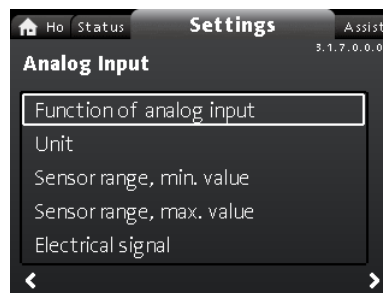 Ho Status Settings Assist
3.1.7.0.0.0
Analog Input
Function of analog input
Unit
Sensor range, min. value
Sensor range, max. value
Electrical signal